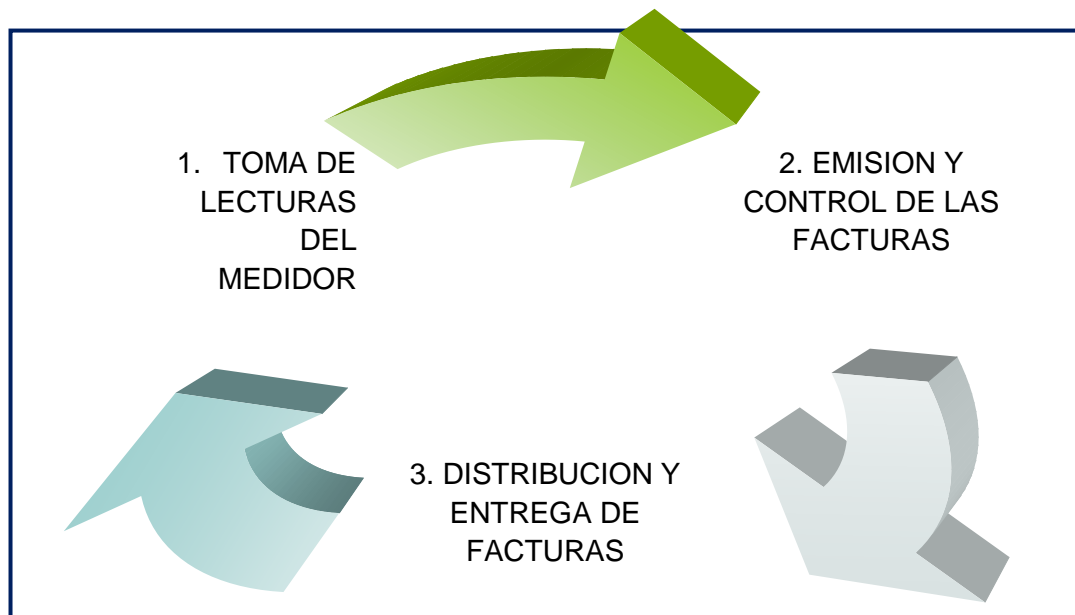 1. TOMA DE
LECTURAS
DEL
MEDIDOR
2. EMISION Y
CONTROL DE LAS
FACTURAS
3. DISTRIBUCION Y
ENTREGA DE
FACTURAS